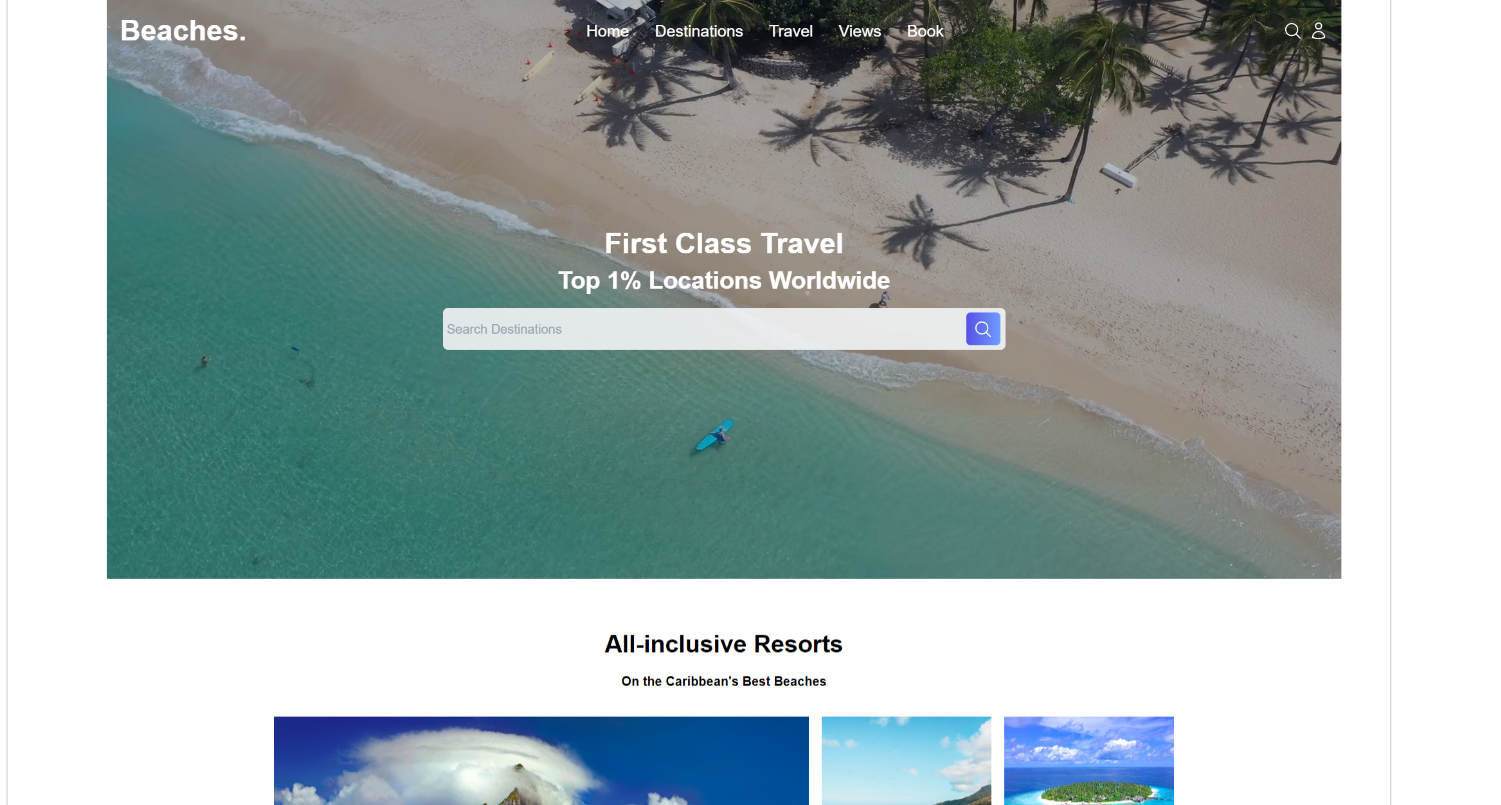 Beaches.
Home Destinations Travel Views Book
First Class Travel
Top 1% Locations Worldwide
Search Destinations
All-inclusive Resorts
On the Caribbean's Best Beaches